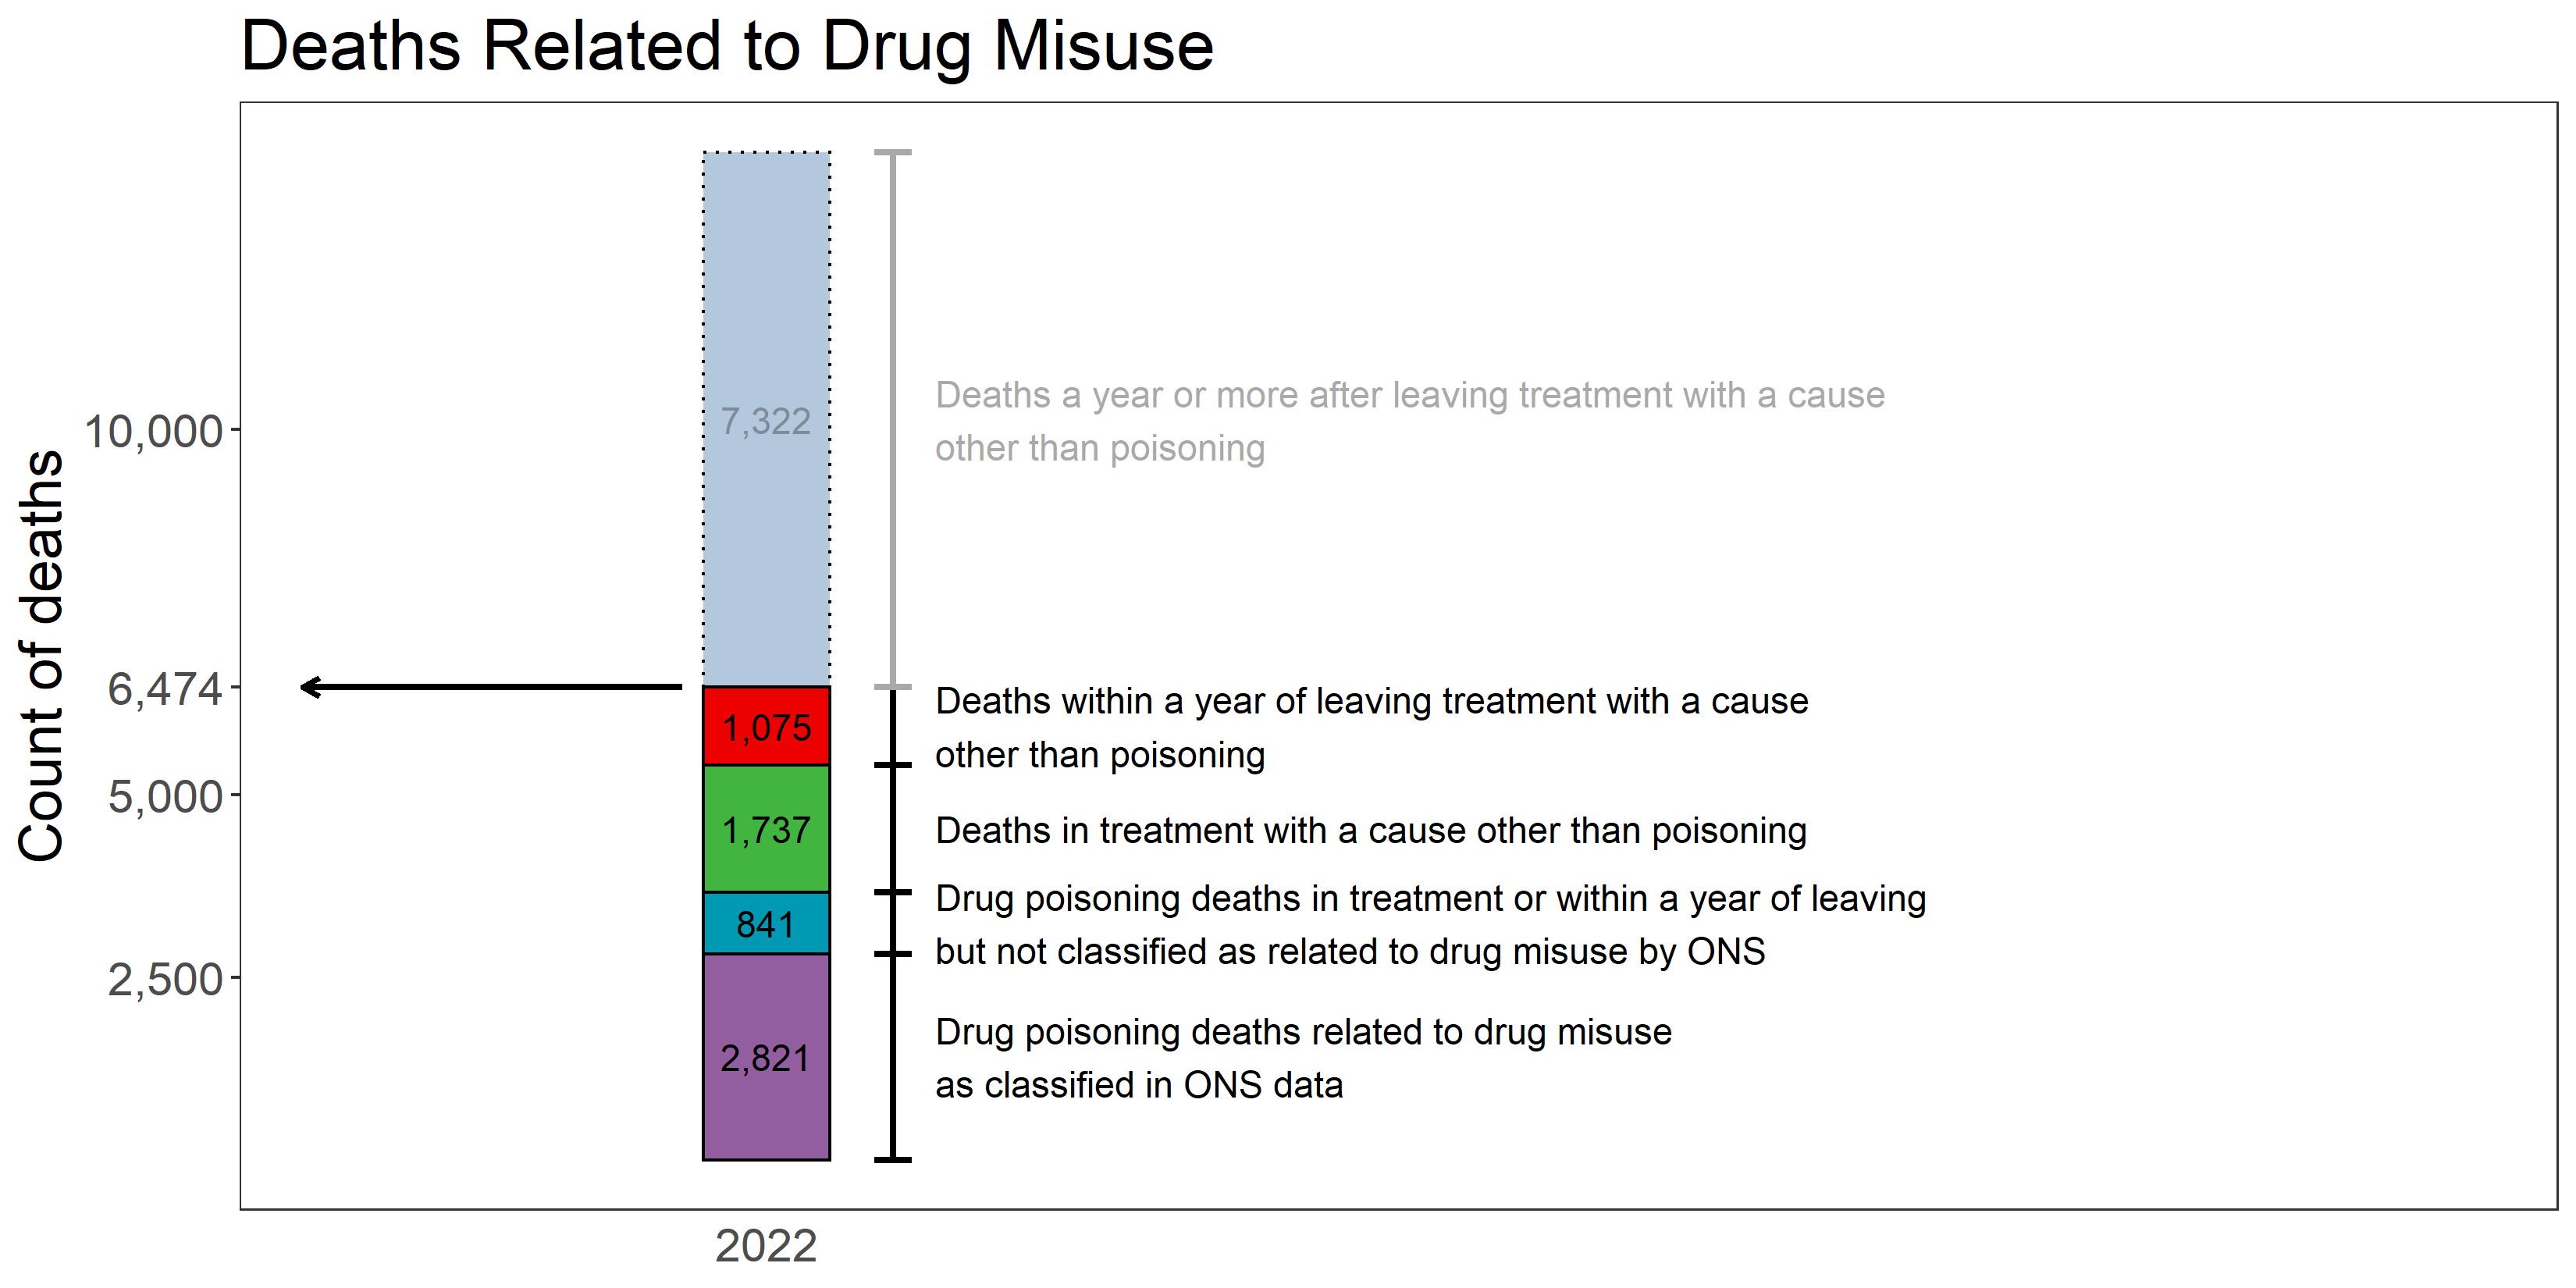 Deaths Related to Drug Misuse
Count of deaths
10,000
6,474
5,000
2,500
7,322
1,075
1,737
841
2,821
Deaths a year or more after leaving treatment with a cause
other than poisoning
Deaths within a year of leaving treatment with a cause
other than poisoning
Deaths in treatment with a cause other than poisoning
Drug poisoning deaths in treatment or within a year of leaving
but not classified as related to drug misuse by ONS
Drug poisoning deaths related to drug misuse
as classified in ONS data
2022